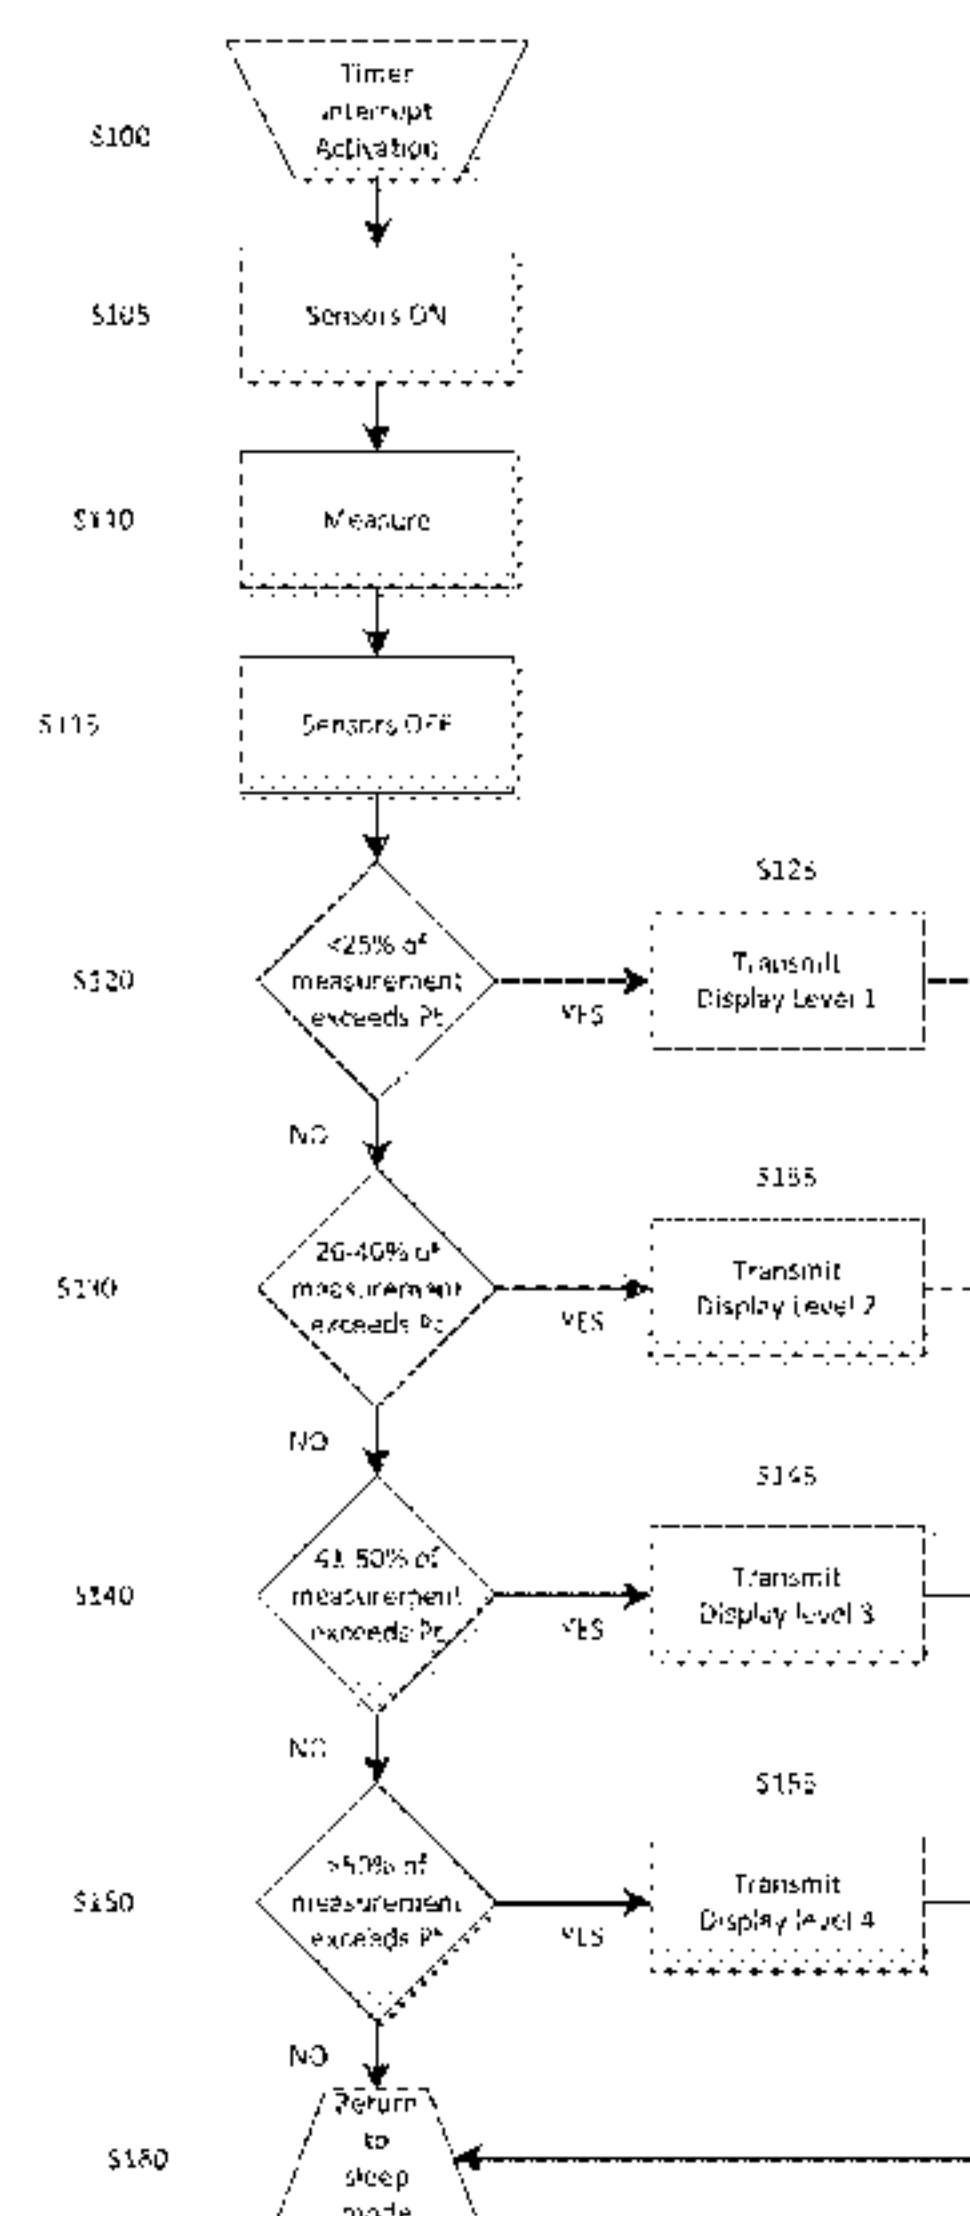 S100
Timer
Interrupt
Activation
S105
Sensors ON
S110
Measure
S115
Sensors OFF
S120
<25% of
measurement
exceeds Pt
YES
S125
Transmit
Display Level 1
NO
S130
26-40% of
measurement
exceeds
YES
Transmit
Display Level 2
NO
S140
41-50% of
measurement
exceeds
YES
S145
Transmit
Display level 3
NO
S150
>50% of
measurement
exceeds
YES
S155
Transmit
Display level 4
NO
Return
to
sleep
mode